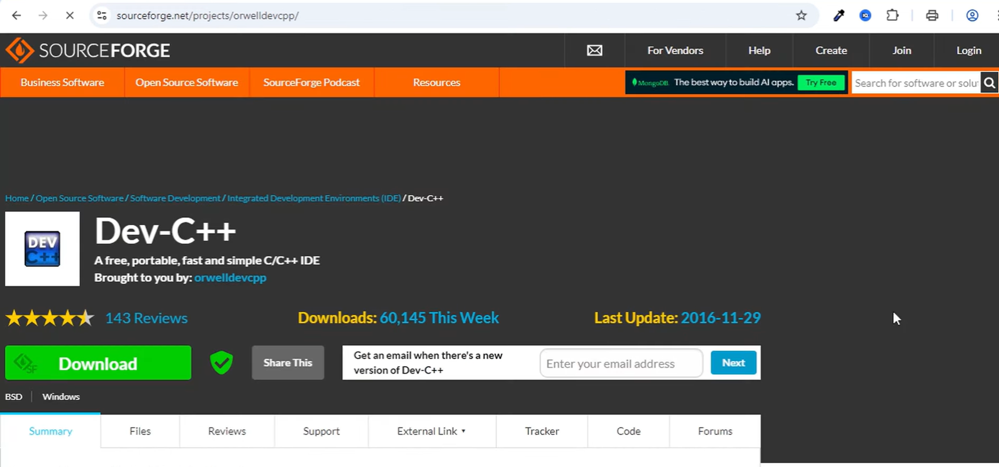 sourceforge.net/projects/orwelldevcpp/
SOURCEFORGE
For Vendors
Help
Create
Join
Login
Business Software
Open Source Software
SourceForge Podcast
Resources
MongoDB. The best way to build AI apps. Try Free
Search for software or solut
Home / Open Source Software / Software Development / Integrated Development Environments (IDE) / Dev-C++
DEV
C++
Dev-C++
A free, portable, fast and simple C/C++ IDE
Brought to you by: orwelldevcpp
143 Reviews
Downloads: 60,145 This Week
Last Update: 2016-11-29
SF
Download
Share This
Get an email when there's a new
version of Dev-C++
Enter your email address
Next
BSD
Windows
Summary
Files
Reviews
Support
External Link
Tracker
Code
Forums